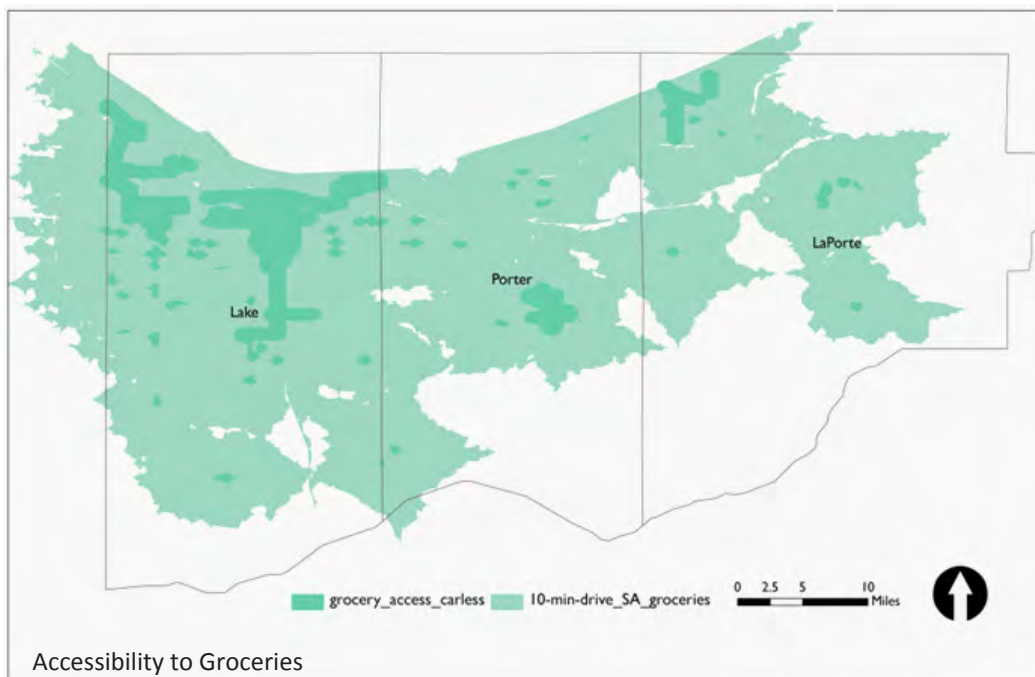 LaPorte
Porter
Lake
grocery_access_carless 10-min-drive_SA_groceries
0 2.5 5 10
Miles
Accessibility to Groceries